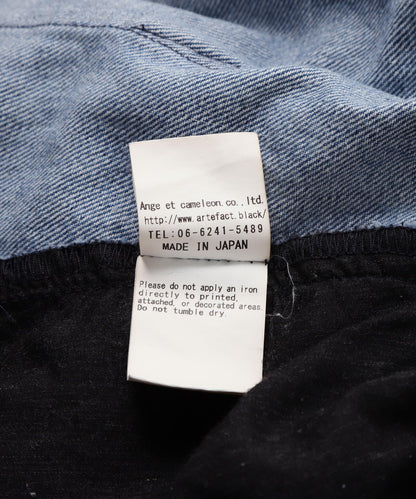 Ange et cameleon.co.,ltd.
http://www.artefact.black/
TEL:06-6241-5489
MADE IN JAPAN
Please do not apply an iron
directly to printed,
attached, or decorated areas.
Do not tumble dry.